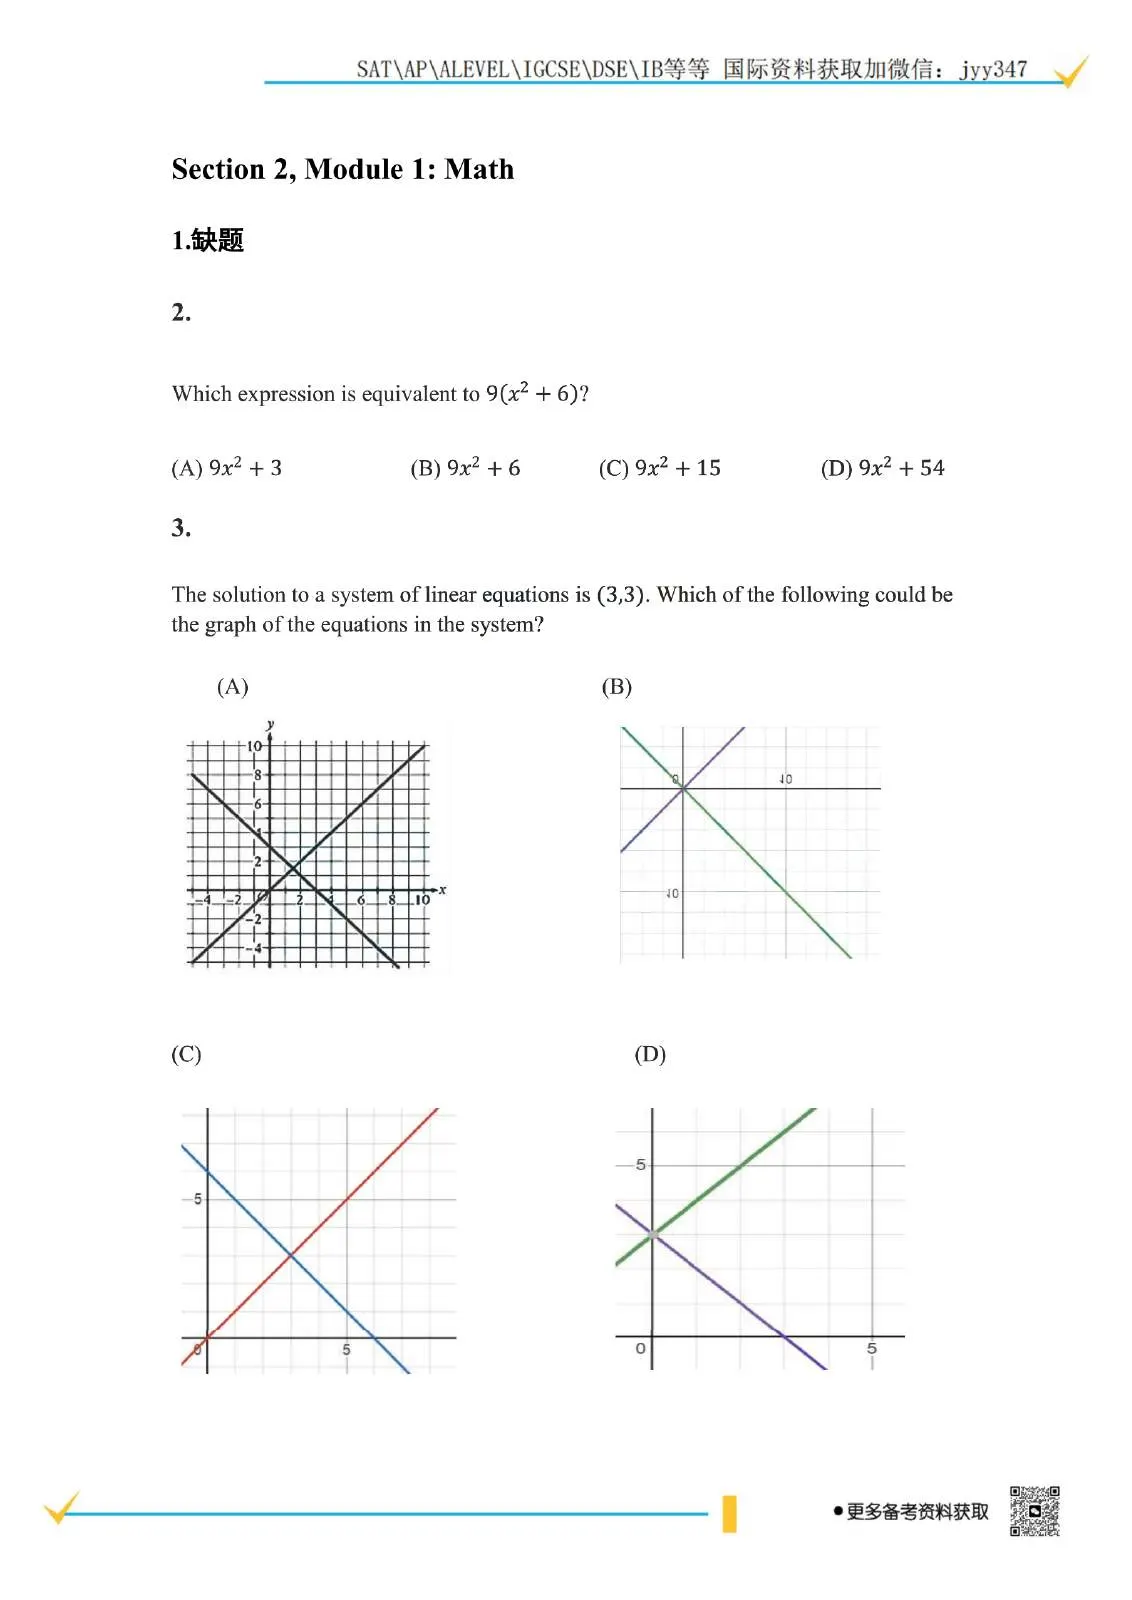 SAT\AP\ALEVEL\IGCSE\DSE\IB等等 国际资料获取加微信：jyy347
Section 2, Module 1: Math
1.缺题
2.
Which expression is equivalent to 9(x² + 6)?
(A) 9x² + 3 (B) 9x² + 6 (C) 9x² + 15 (D) 9x² + 54
3.
The solution to a system of linear equations is (3,3). Which of the following could be
the graph of the equations in the system?
(A) (B)
y
10
8
6
4
2
-4 -2 0 2 4 6 8 10 x
-2
-4
0 10
10
(C) (D)
5
0 5
5
0 5
●更多备考资料获取